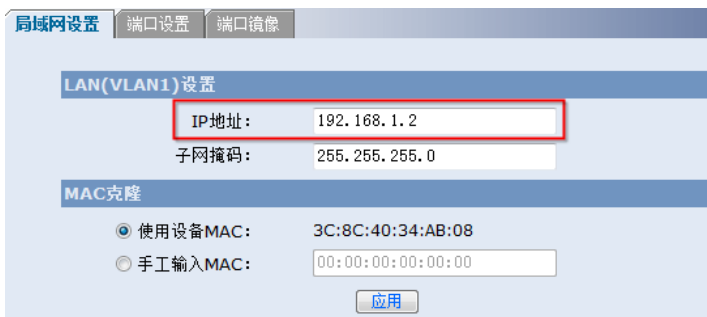 局域网设置 端口设置 端口镜像
LAN(VLAN1)设置
IP地址： 192.168.1.2
子网掩码： 255.255.255.0
MAC克隆
使用设备MAC： 3C:8C:40:34:AB:08
手工输入MAC： 00:00:00:00:00:00
应用